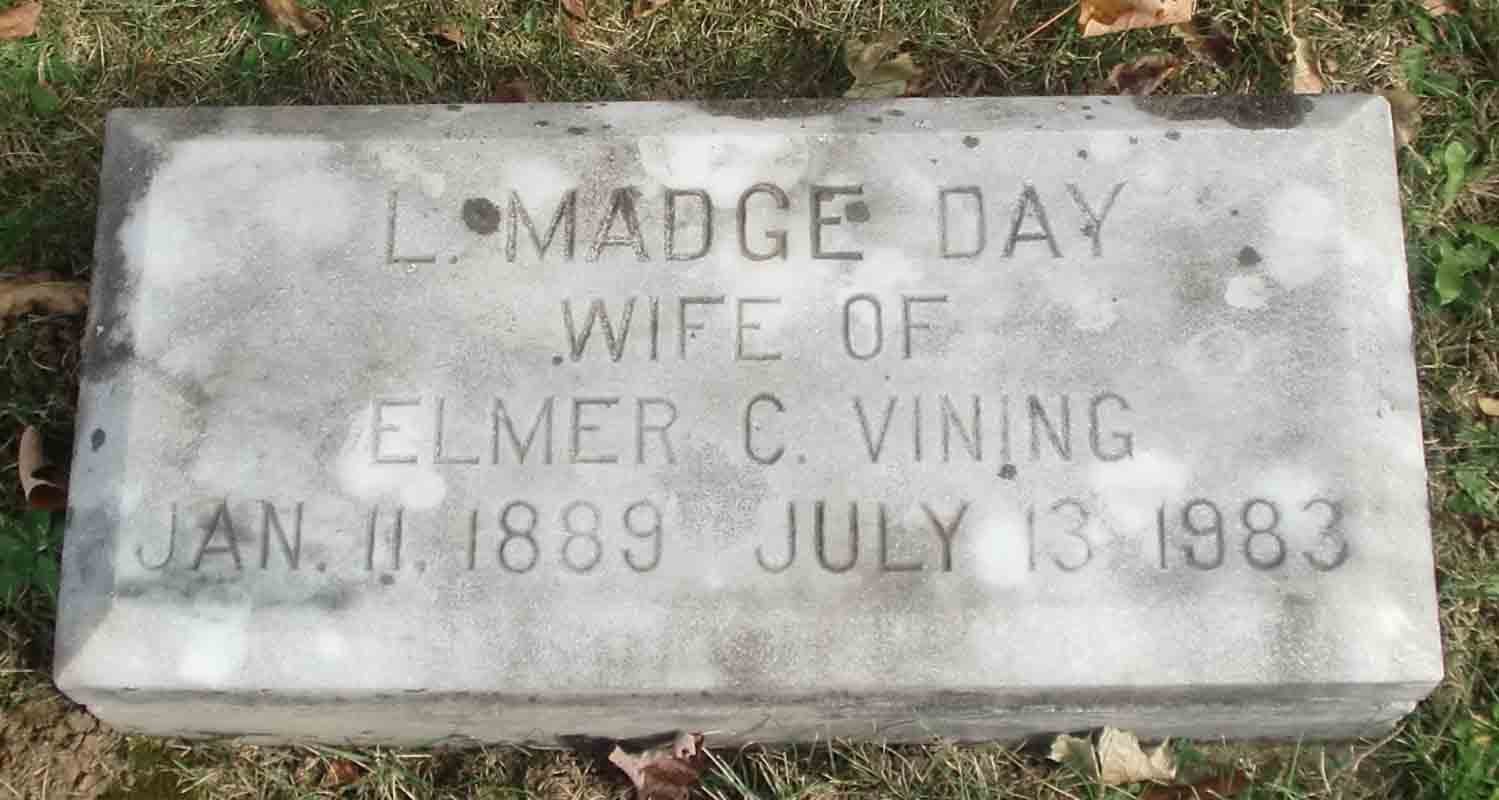 L. MADGE DAY
WIFE OF
ELMER C. VINING
JAN. 11. 1889 JULY 13 1983